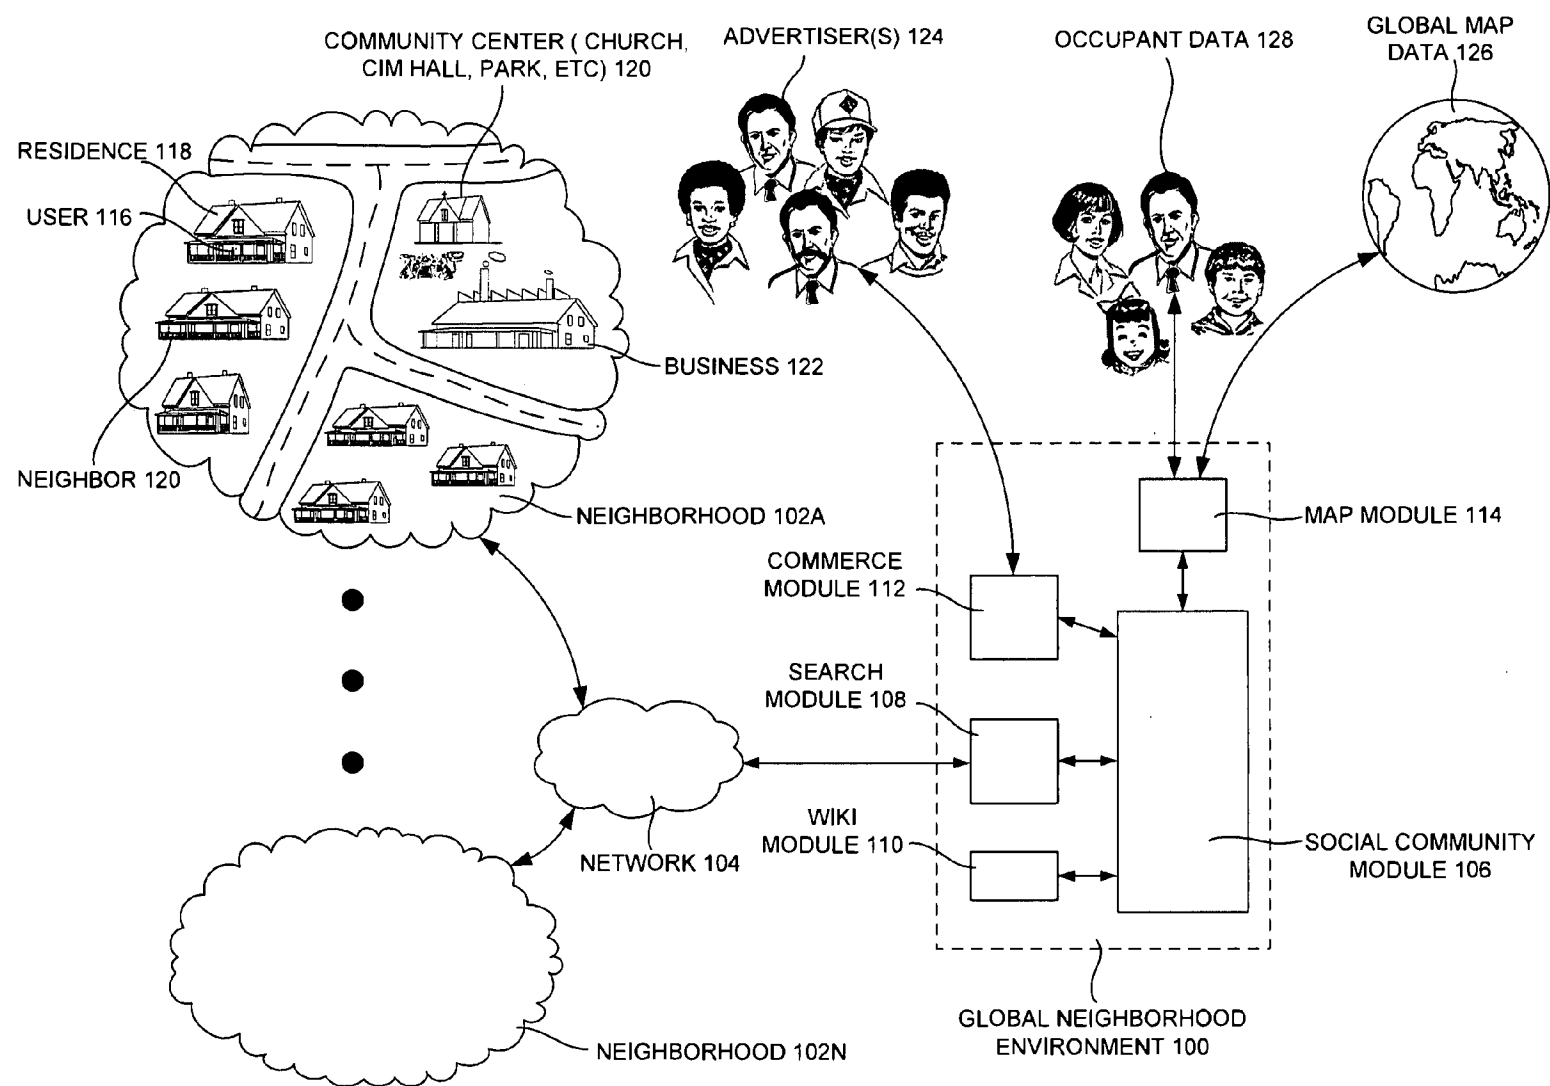 COMMUNITY CENTER ( CHURCH,
CIM HALL, PARK, ETC) 120
ADVERTISER(S) 124
OCCUPANT DATA 128
GLOBAL MAP
DATA 126
RESIDENCE 118
USER 116
BUSINESS 122
NEIGHBOR 120
NEIGHBORHOOD 102A
MAP MODULE 114
COMMERCE
MODULE 112
SEARCH
MODULE 108
WIKI
MODULE 110
NETWORK 104
SOCIAL COMMUNITY
MODULE 106
GLOBAL NEIGHBORHOOD
ENVIRONMENT 100
NEIGHBORHOOD 102N